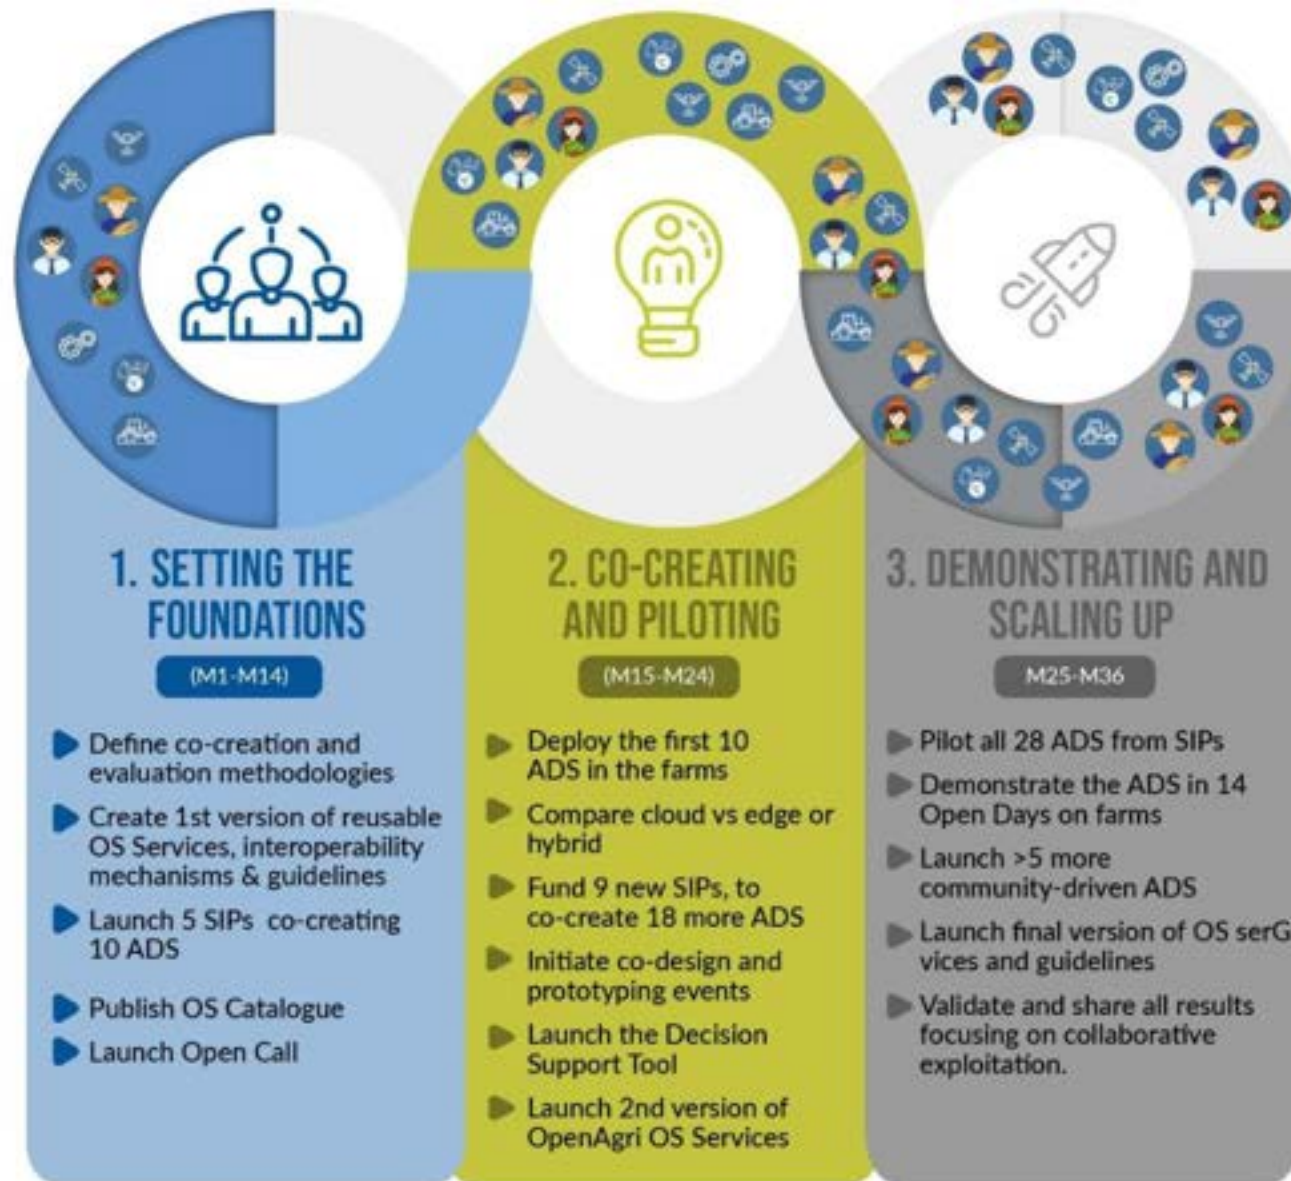 1. SETTING THE
FOUNDATIONS
(M1-M14)
Define co-creation and
evaluation methodologies
Create 1st version of reusable
OS Services, interoperability
mechanisms & guidelines
Launch 5 SIPs co-creating
10 ADS
Publish OS Catalogue
Launch Open Call
2. CO-CREATING
AND PILOTING
(M15-M24)
Deploy the first 10
ADS in the farms
Compare cloud vs edge or
hybrid
Fund 9 new SIPs, to
co-create 18 more ADS
Initiate co-design and
prototyping events
Launch the Decision
Support Tool
Launch 2nd version of
OpenAgri OS Services
3. DEMONSTRATING AND
SCALING UP
M25-M36
Pilot all 28 ADS from SIPs
Demonstrate the ADS in 14
Open Days on farms
Launch >5 more
community-driven ADS
Launch final version of OS serG
vices and guidelines
Validate and share all results
focusing on collaborative
exploitation.